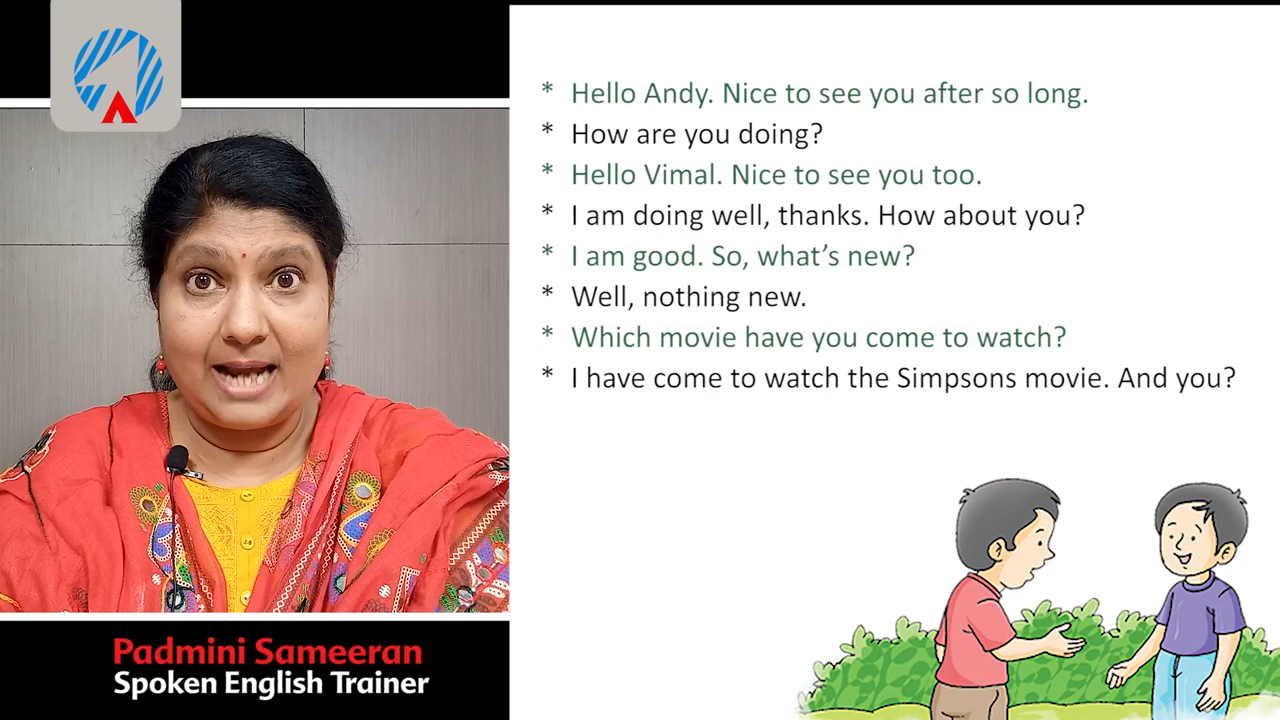 * Hello Andy. Nice to see you after so long.
* How are you doing?
* Hello Vimal. Nice to see you too.
* I am doing well, thanks. How about you?
* I am good. So, what’s new?
* Well, nothing new.
* Which movie have you come to watch?
* I have come to watch the Simpsons movie. And you?
Padmini Sameeran
Spoken English Trainer